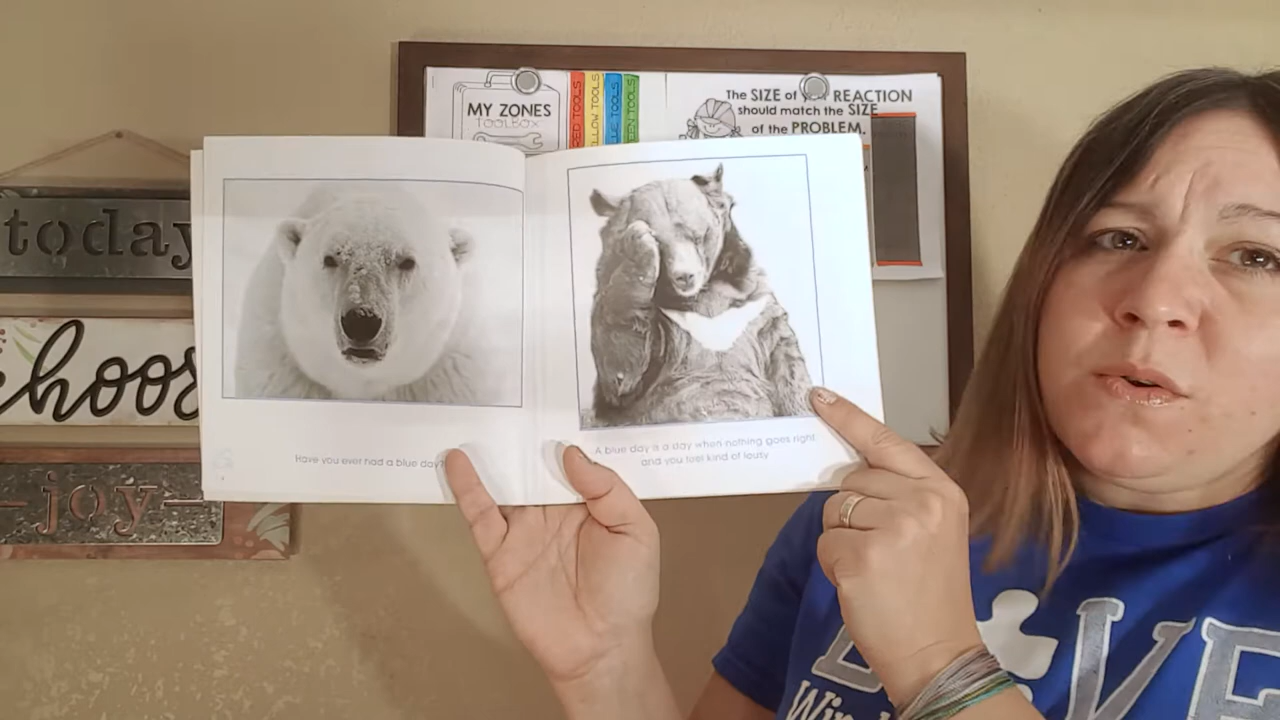 MY ZONES
TOOLBOX
RED TOOLS
YELLOW TOOLS
BLUE TOOLS
GREEN TOOLS
The SIZE of REACTION
should match the SIZE
of the PROBLEM.
today
joy
Have you ever had a blue day?
A blue day is a day when nothing goes right
and you feel kind of lousy